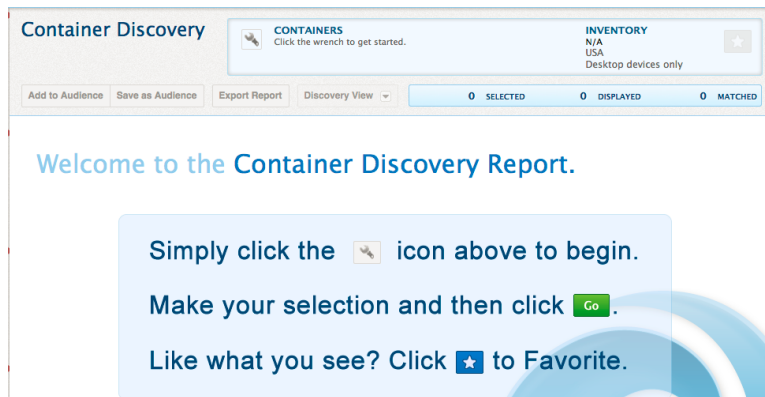 Container Discovery
CONTAINERS
Click the wrench to get started.
INVENTORY
N/A
USA
Desktop devices only
Add to Audience
Save as Audience
Export Report
Discovery View
0 SELECTED
0 DISPLAYED
0 MATCHED
Welcome to the Container Discovery Report.
Simply click the icon above to begin.
Make your selection and then click Go.
Like what you see? Click to Favorite.